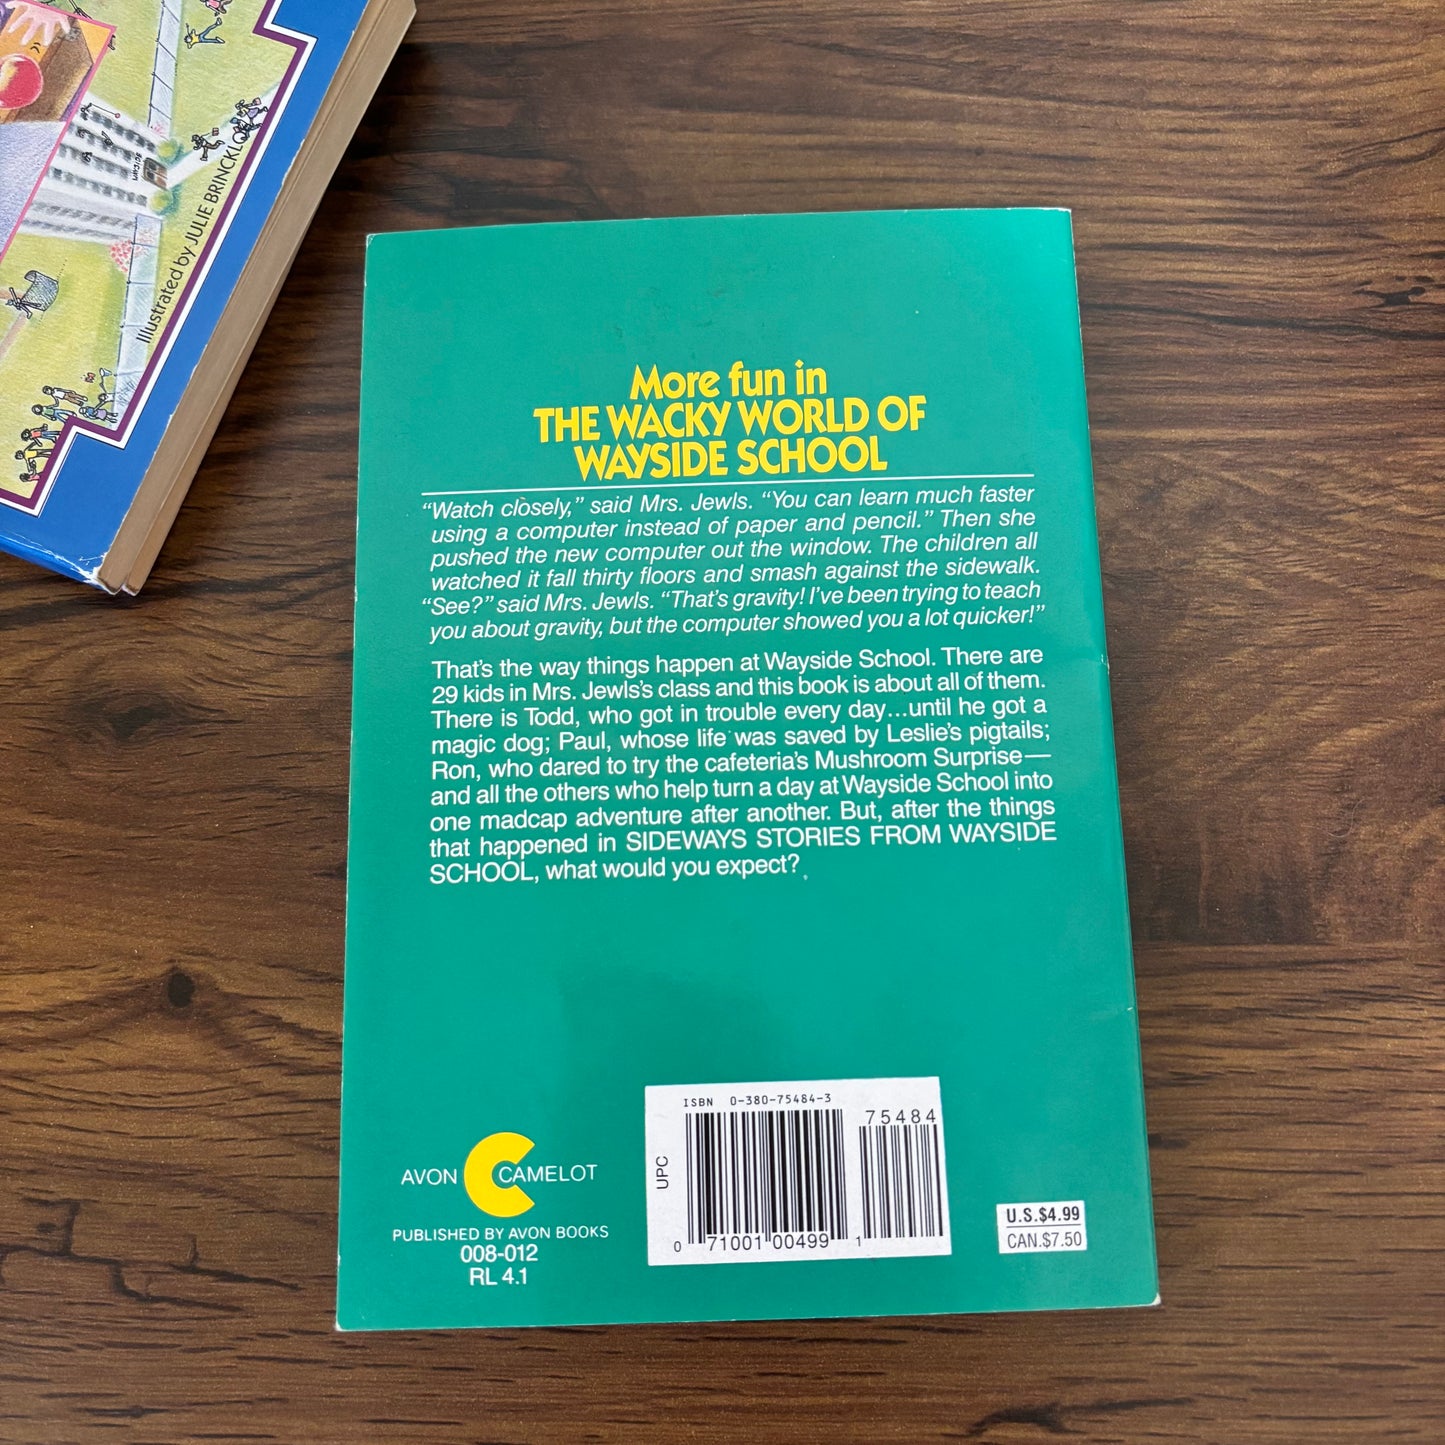 Illustrated by JULIE BRINCKLO
More fun in
THE WACKY WORLD OF
WAYSIDE SCHOOL
“Watch closely,” said Mrs. Jewls. “You can learn much faster
using a computer instead of paper and pencil.” Then she
pushed the new computer out the window. The children all
watched it fall thirty floors and smash against the sidewalk.
“See?” said Mrs. Jewls. “That's gravity! I've been trying to teach
you about gravity, but the computer showed you a lot quicker!”
That's the way things happen at Wayside School. There are
29 kids in Mrs. Jewls's class and this book is about all of them.
There is Todd, who got in trouble every day...until he got a
magic dog; Paul, whose life was saved by Leslie's pigtails;
Ron, who dared to try the cafeteria's Mushroom Surprise—
and all the others who help turn a day at Wayside School into
one madcap adventure after another. But, after the things
that happened in SIDEWAYS STORIES FROM WAYSIDE
SCHOOL, what would you expect?
AVON CAMELOT
PUBLISHED BY AVON BOOKS
008-012
RL 4.1
ISBN 0-380-75484-3
75484
UPC
0 71001 00499 1
U.S.$4.99
CAN.$7.50